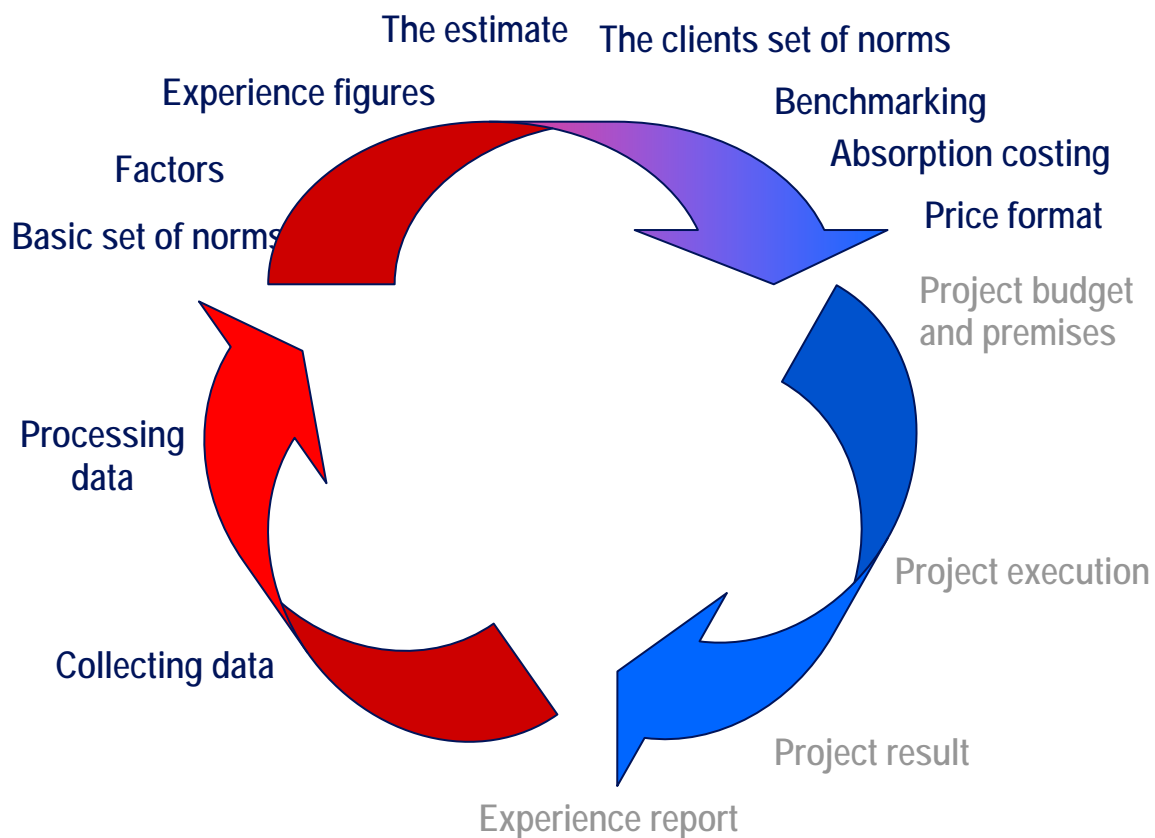 The estimate
The clients set of norms
Experience figures
Benchmarking
Factors
Absorption costing
Basic set of norms
Price format
Project budget
and premises
Processing
data
Project execution
Collecting data
Project result
Experience report